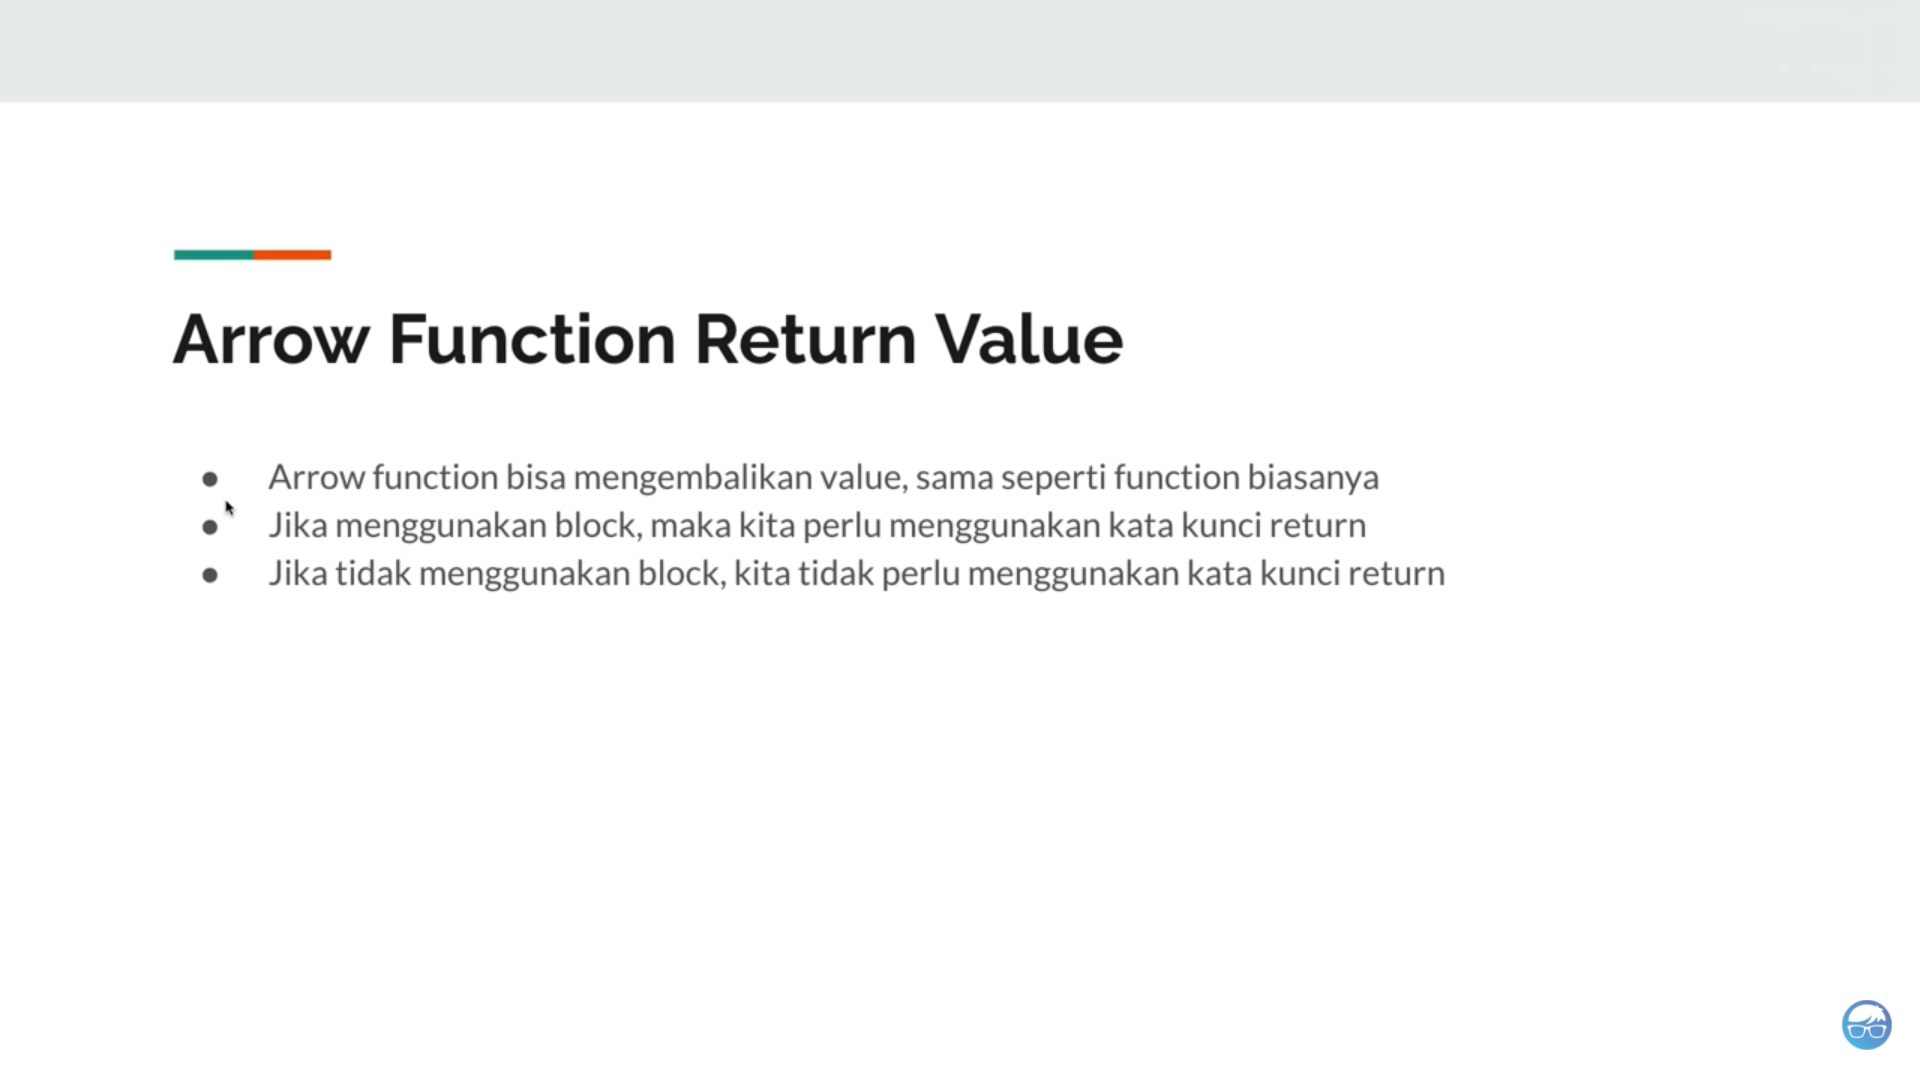 Arrow Function Return Value
● Arrow function bisa mengembalikan value, sama seperti function biasanya
● Jika menggunakan block, maka kita perlu menggunakan kata kunci return
● Jika tidak menggunakan block, kita tidak perlu menggunakan kata kunci return